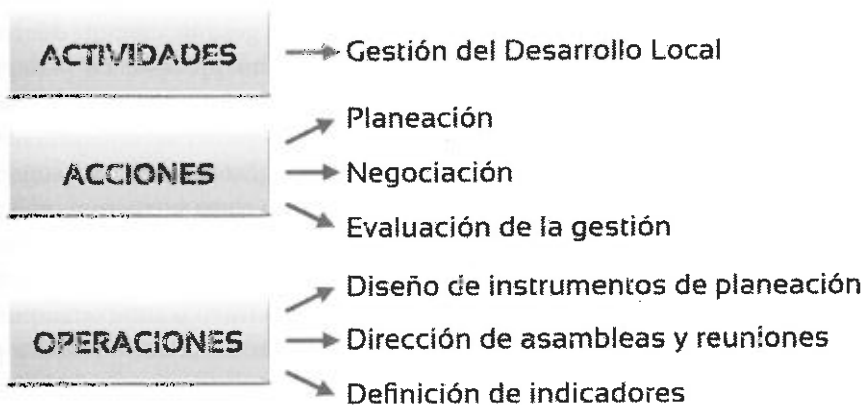 ACTIVIDADES
Gestión del Desarrollo Local
Planeación
ACCIONES
Negociación
Evaluación de la gestión
Diseño de instrumentos de planeación
OPERACIONES
Dirección de asambleas y reuniones
Definición de indicadores